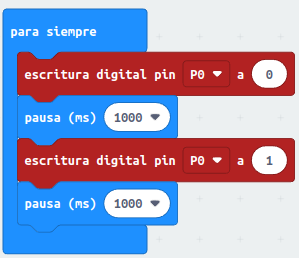 para siempre
escritura digital pin P0 a 0
pausa (ms) 1000
escritura digital pin P0 a 1
pausa (ms) 1000